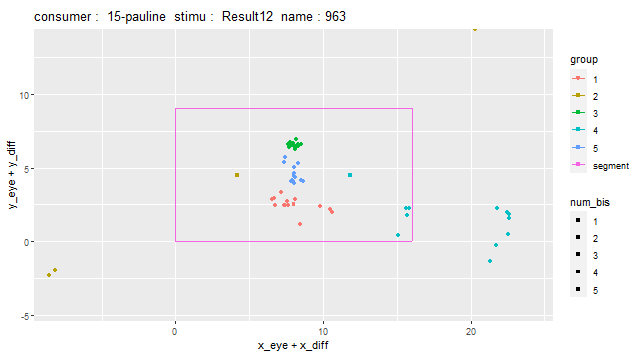 consumer :  15-pauline  stimu :  Result12  name : 963
10
5
0
-5
y_eye + y_diff
0
10
20
x_eye + x_diff
group
1
2
3
4
5
segment
num_bis
1
2
3
4
5